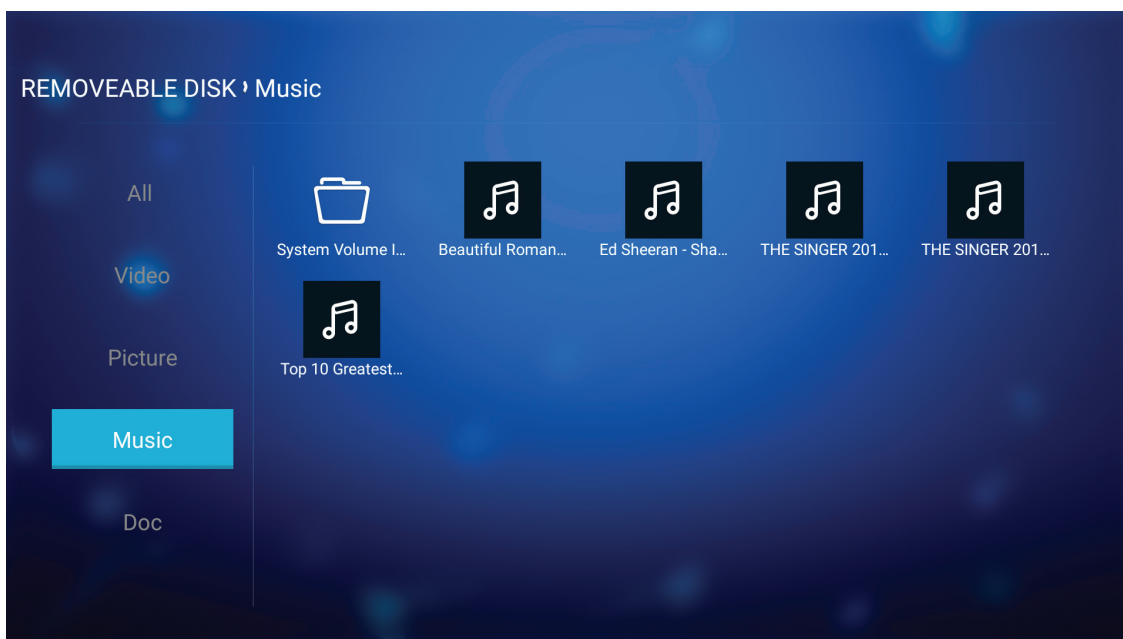 REMOVEABLE DISK Music
All
Video
Picture
Music
Doc
System Volume I...
Beautiful Roman...
Ed Sheeran - Sha...
THE SINGER 201...
THE SINGER 201...
Top 10 Greatest...